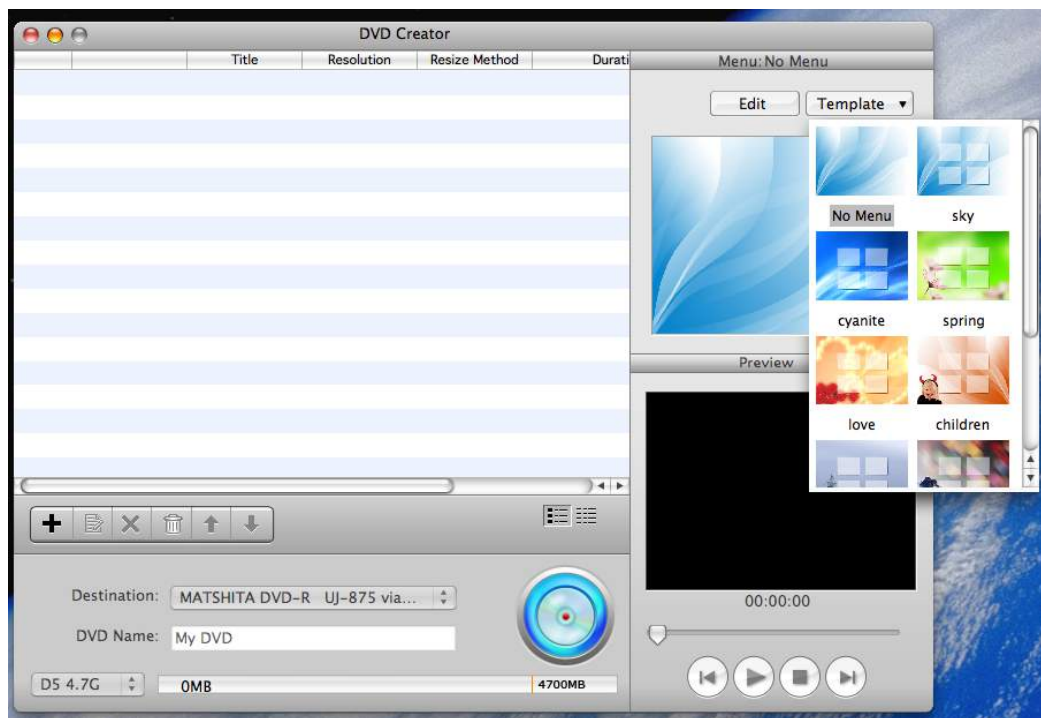 DVD Creator
Title Resolution Resize Method Durati
Menu: No Menu
Edit Template
No Menu sky
cyanite spring
love children
Preview
00:00:00
Destination: MATSHITA DVD-R UJ-875 via...
DVD Name: My DVD
D5 4.7G 0MB 4700MB